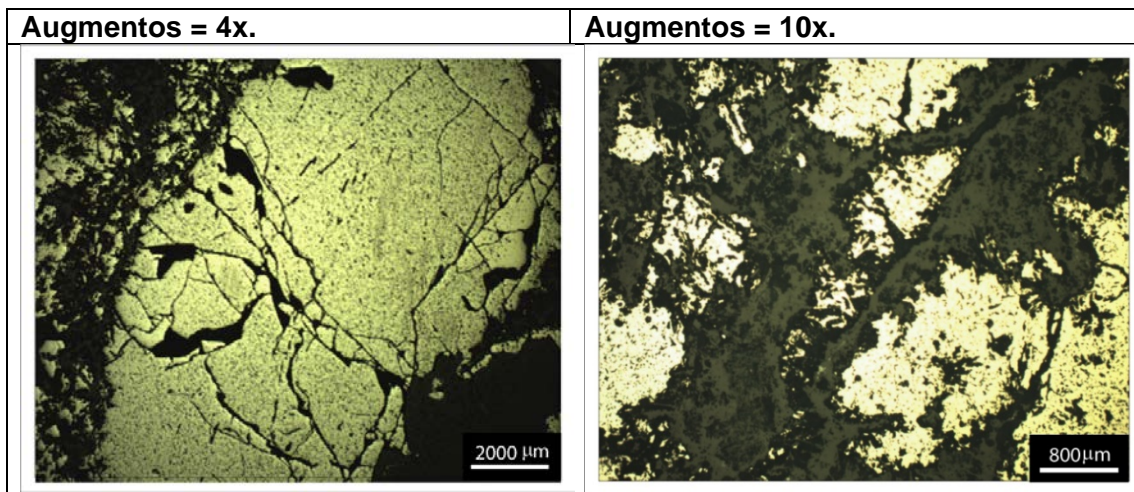 Augmentos = 4x.
Augmentos = 10x.
2000 µm
800µm